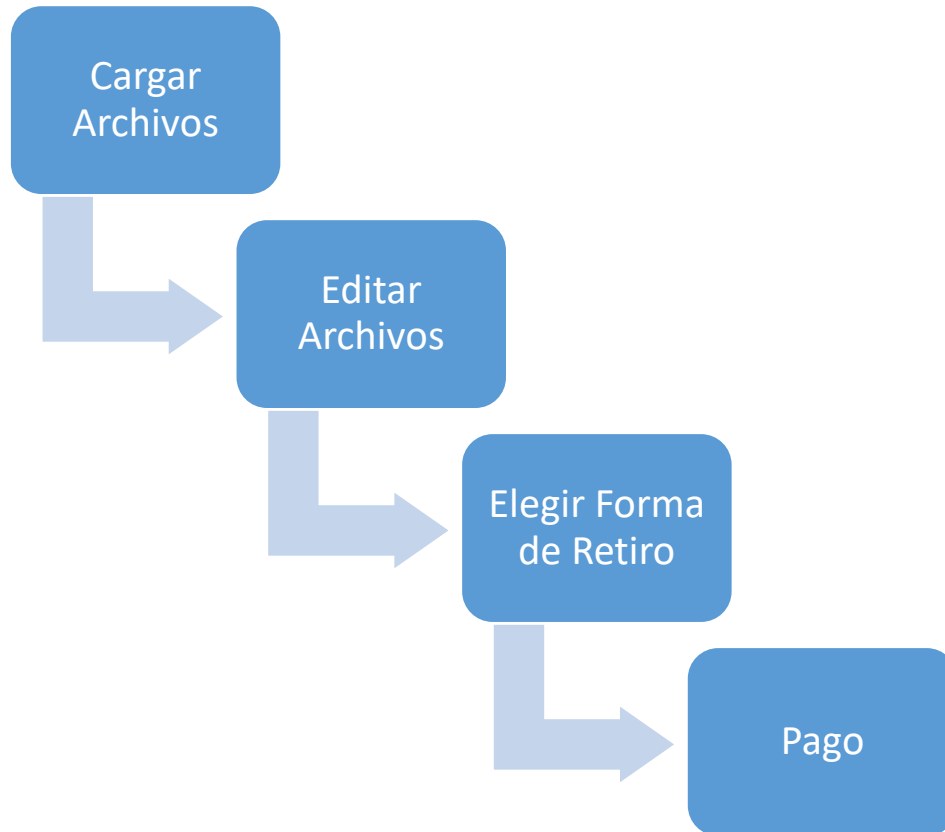 Cargar
Archivos
Editar
Archivos
Elegir Forma
de Retiro
Pago